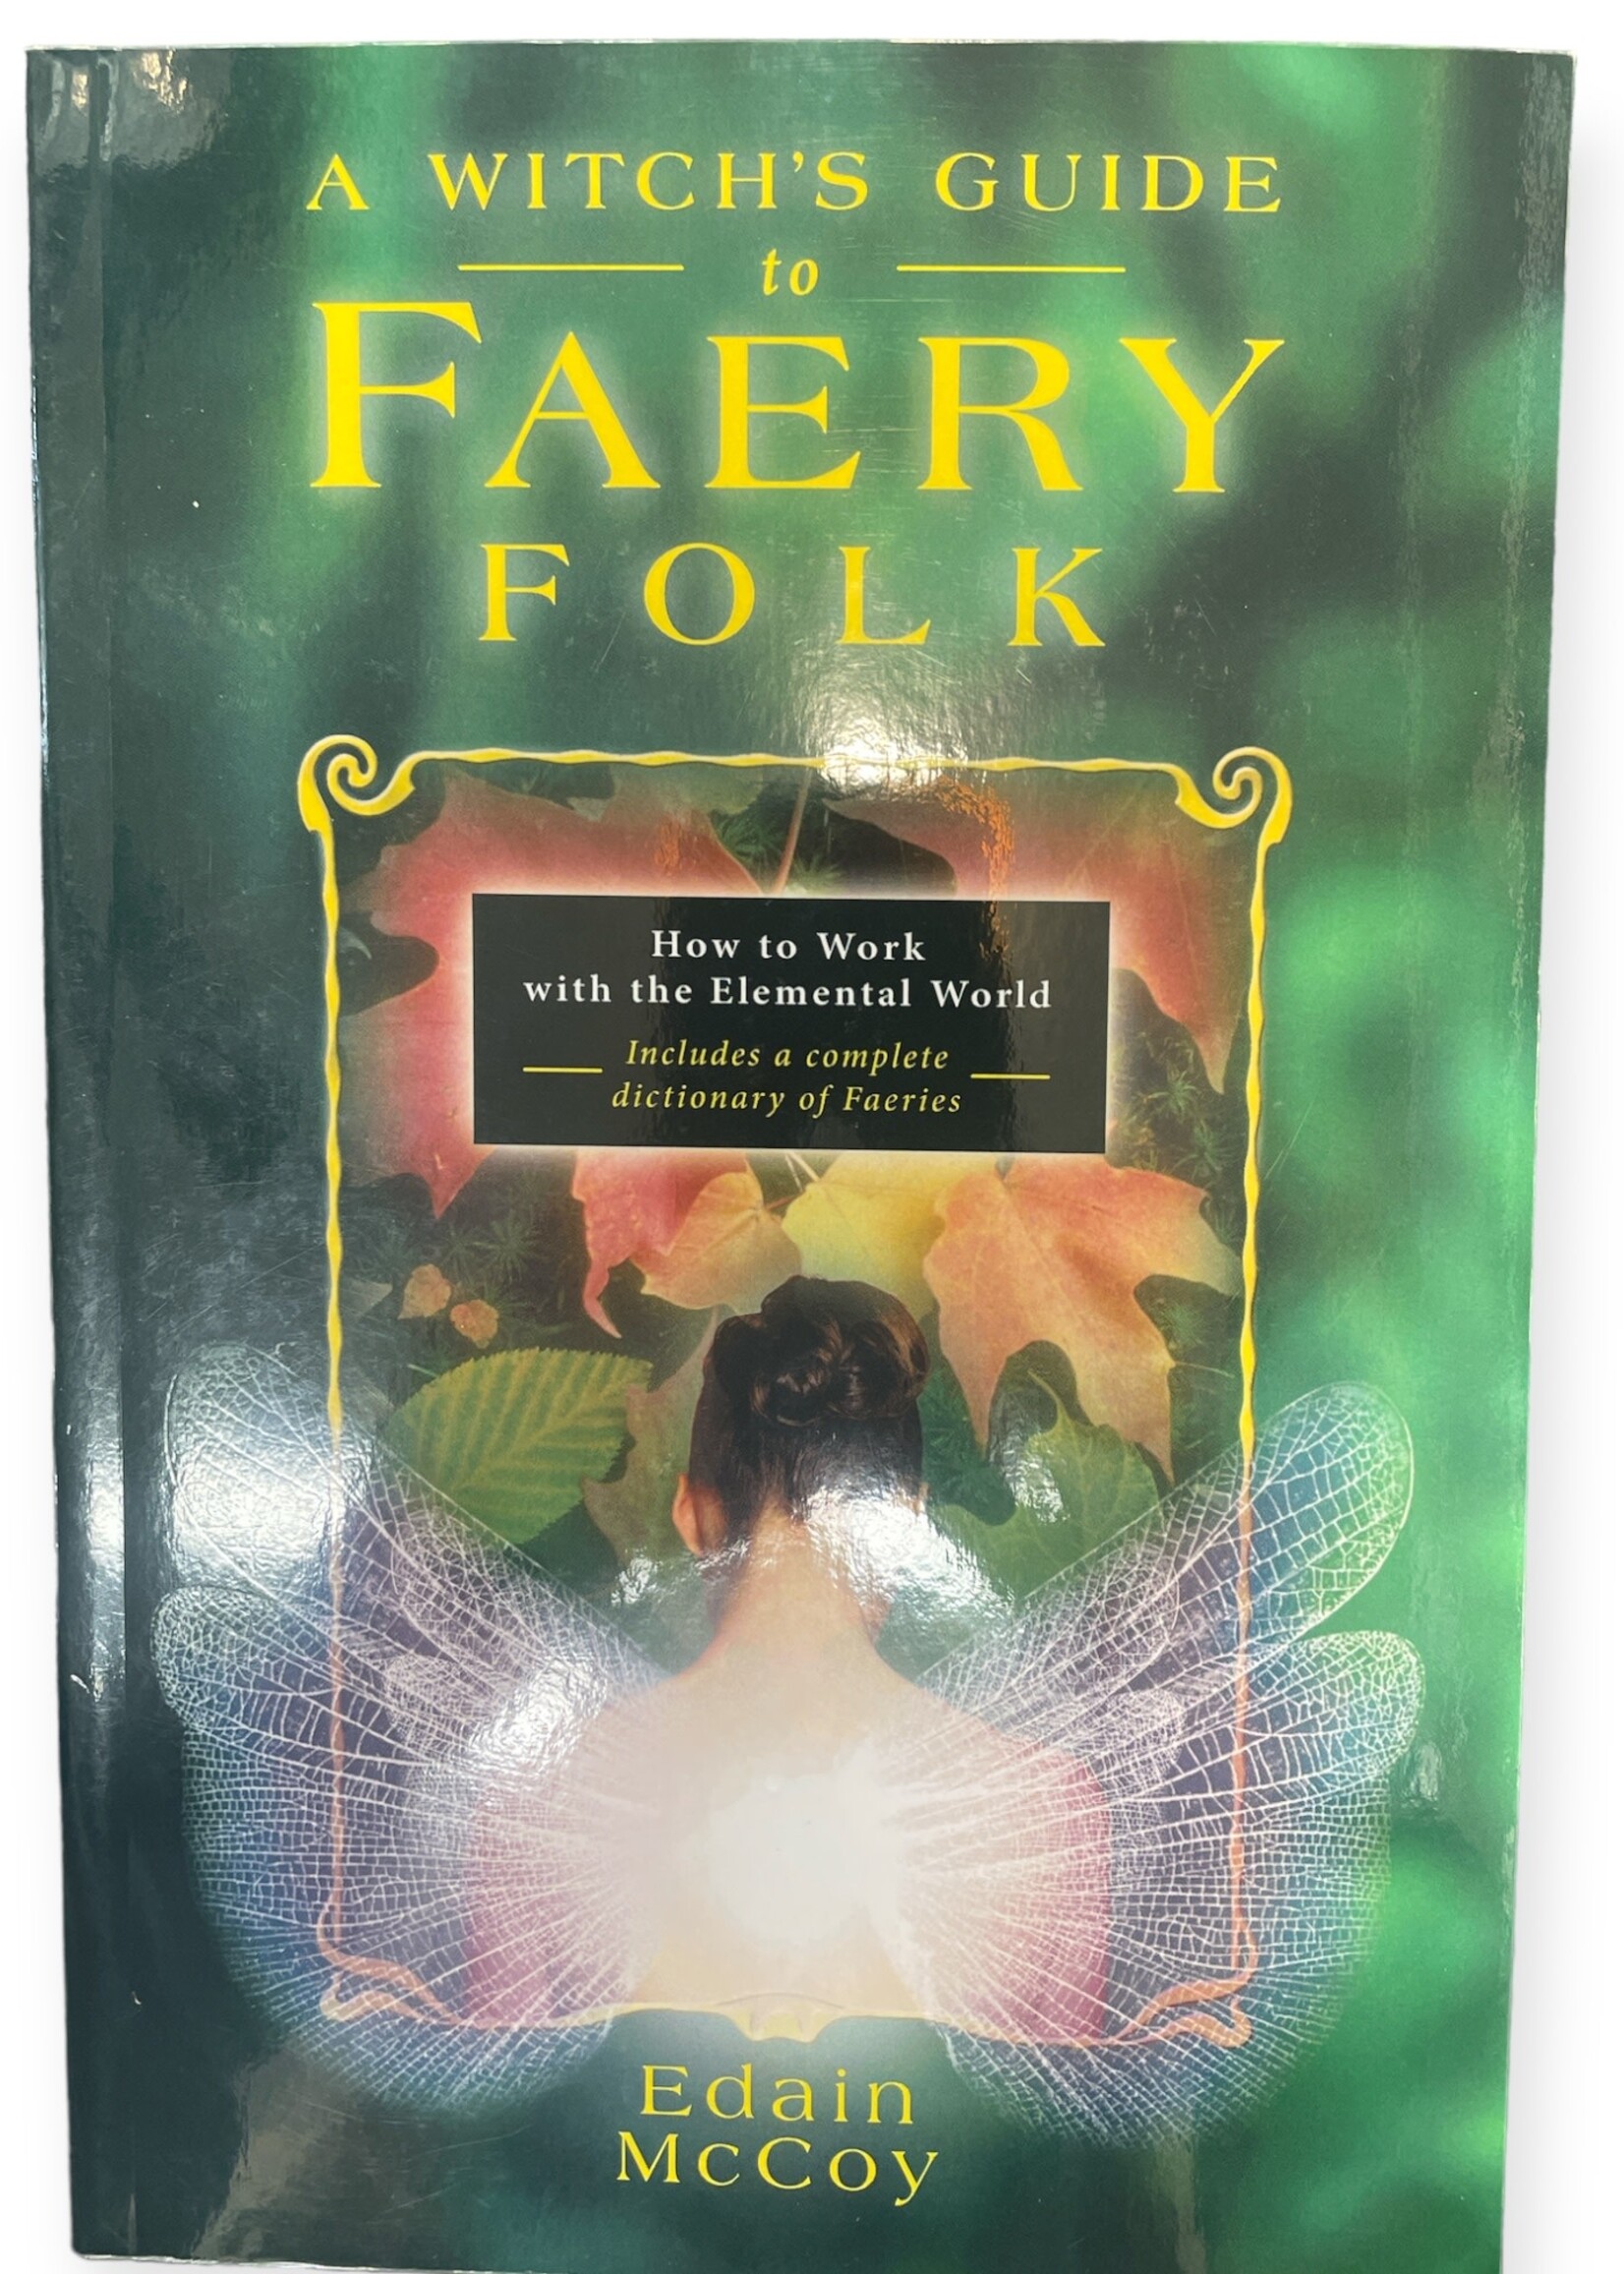 A WITCH'S GUIDE
to
FAERY
FOLK
How to Work
with the Elemental World
Includes a complete
dictionary of Faeries
Edain
McCoy